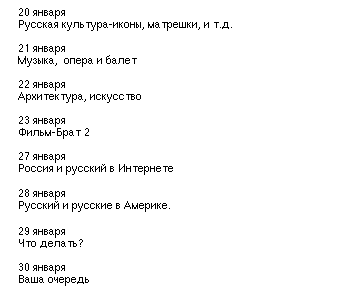 20 января
Русская культура-иконы, матрешки, и т.д.
21 января
Музыка, опера и балет
22 января
Архитектура, искусство
23 января
Фильм-Брат 2
27 января
Россия и русский в Интернете
28 января
Русский и русские в Америке.
29 января
Что делать?
30 января
Ваша очередь